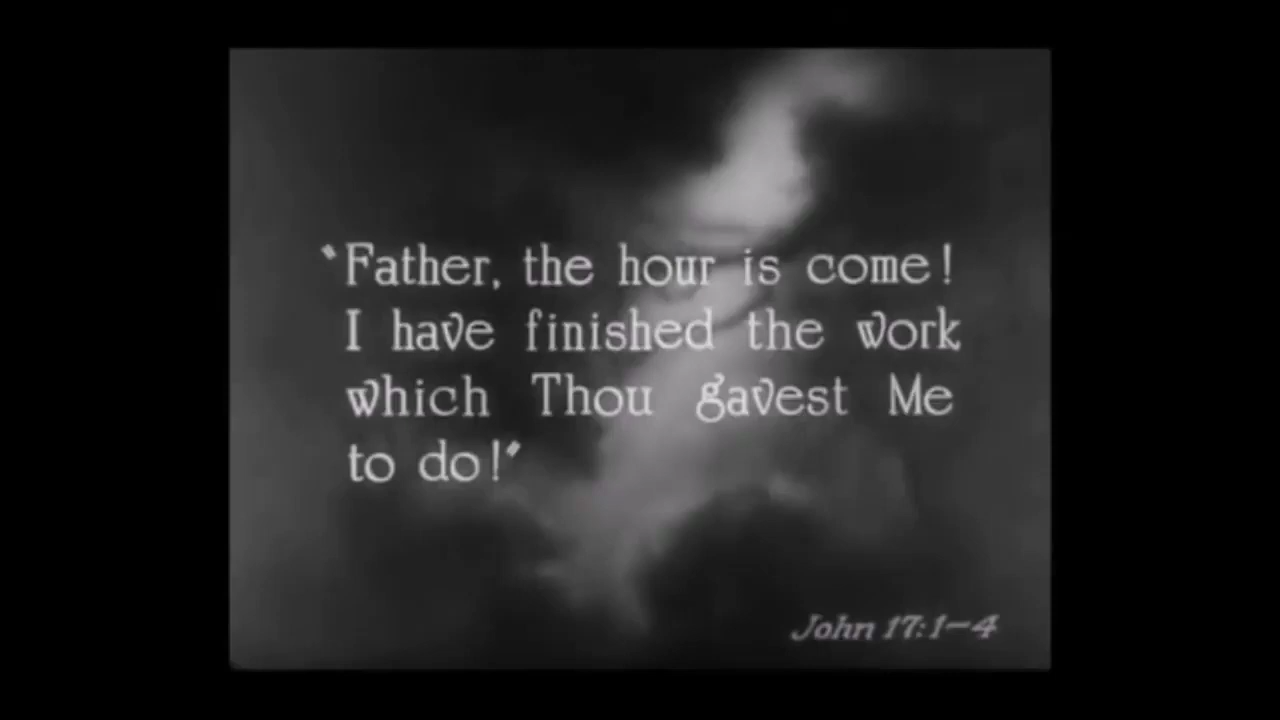 “Father, the hour is come!
I have finished the work
which Thou gavest Me
to do!”
John 17:1–4